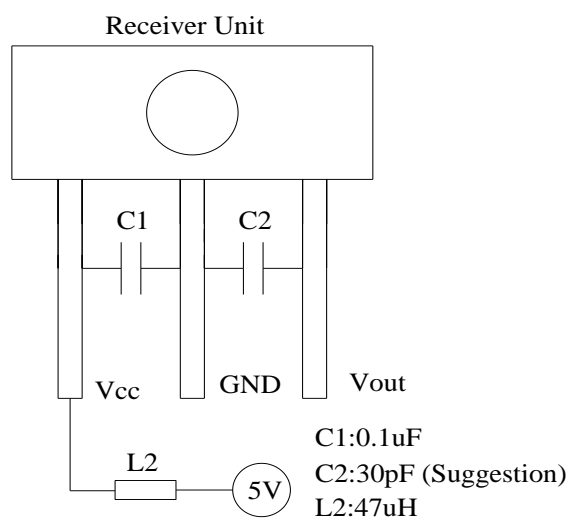 Receiver Unit
C1
C2
Vcc
GND
Vout
L2
5V
C1:0.1uF
C2:30pF (Suggestion)
L2:47uH